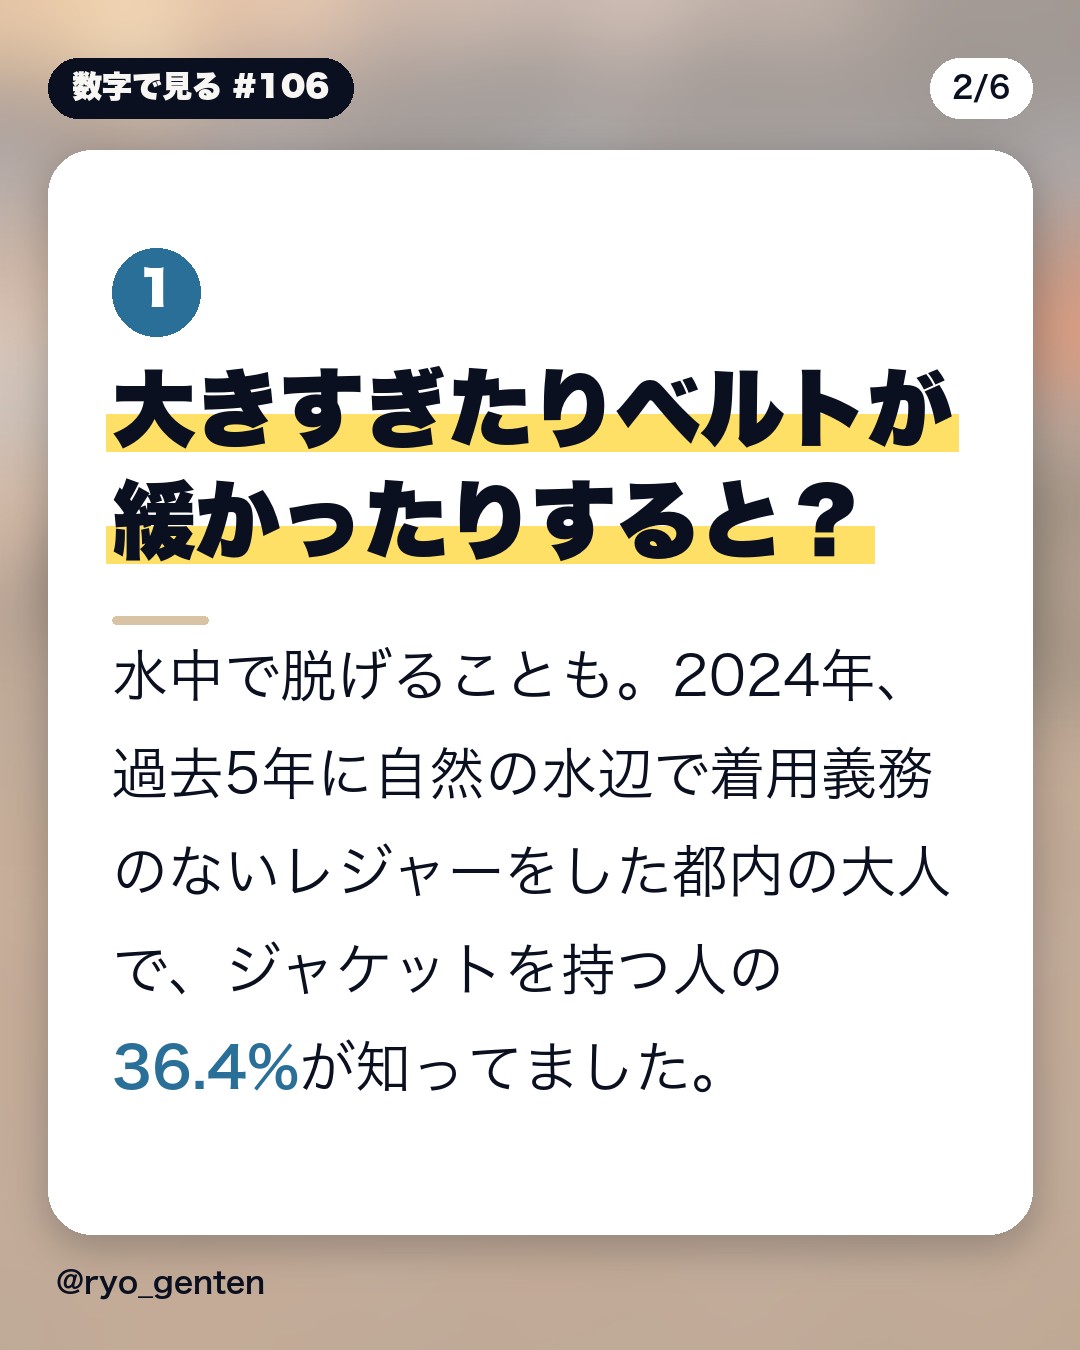 数字で見る #106
2/6
1
大きすぎたりベルトが
緩かったりすると？
水中で脱げることも。2024年、
過去5年に自然の水辺で着用義務
のないレジャーをした都内の大人
で、ジャケットを持つ人の
36.4%が知ってました。
@ryo_genten